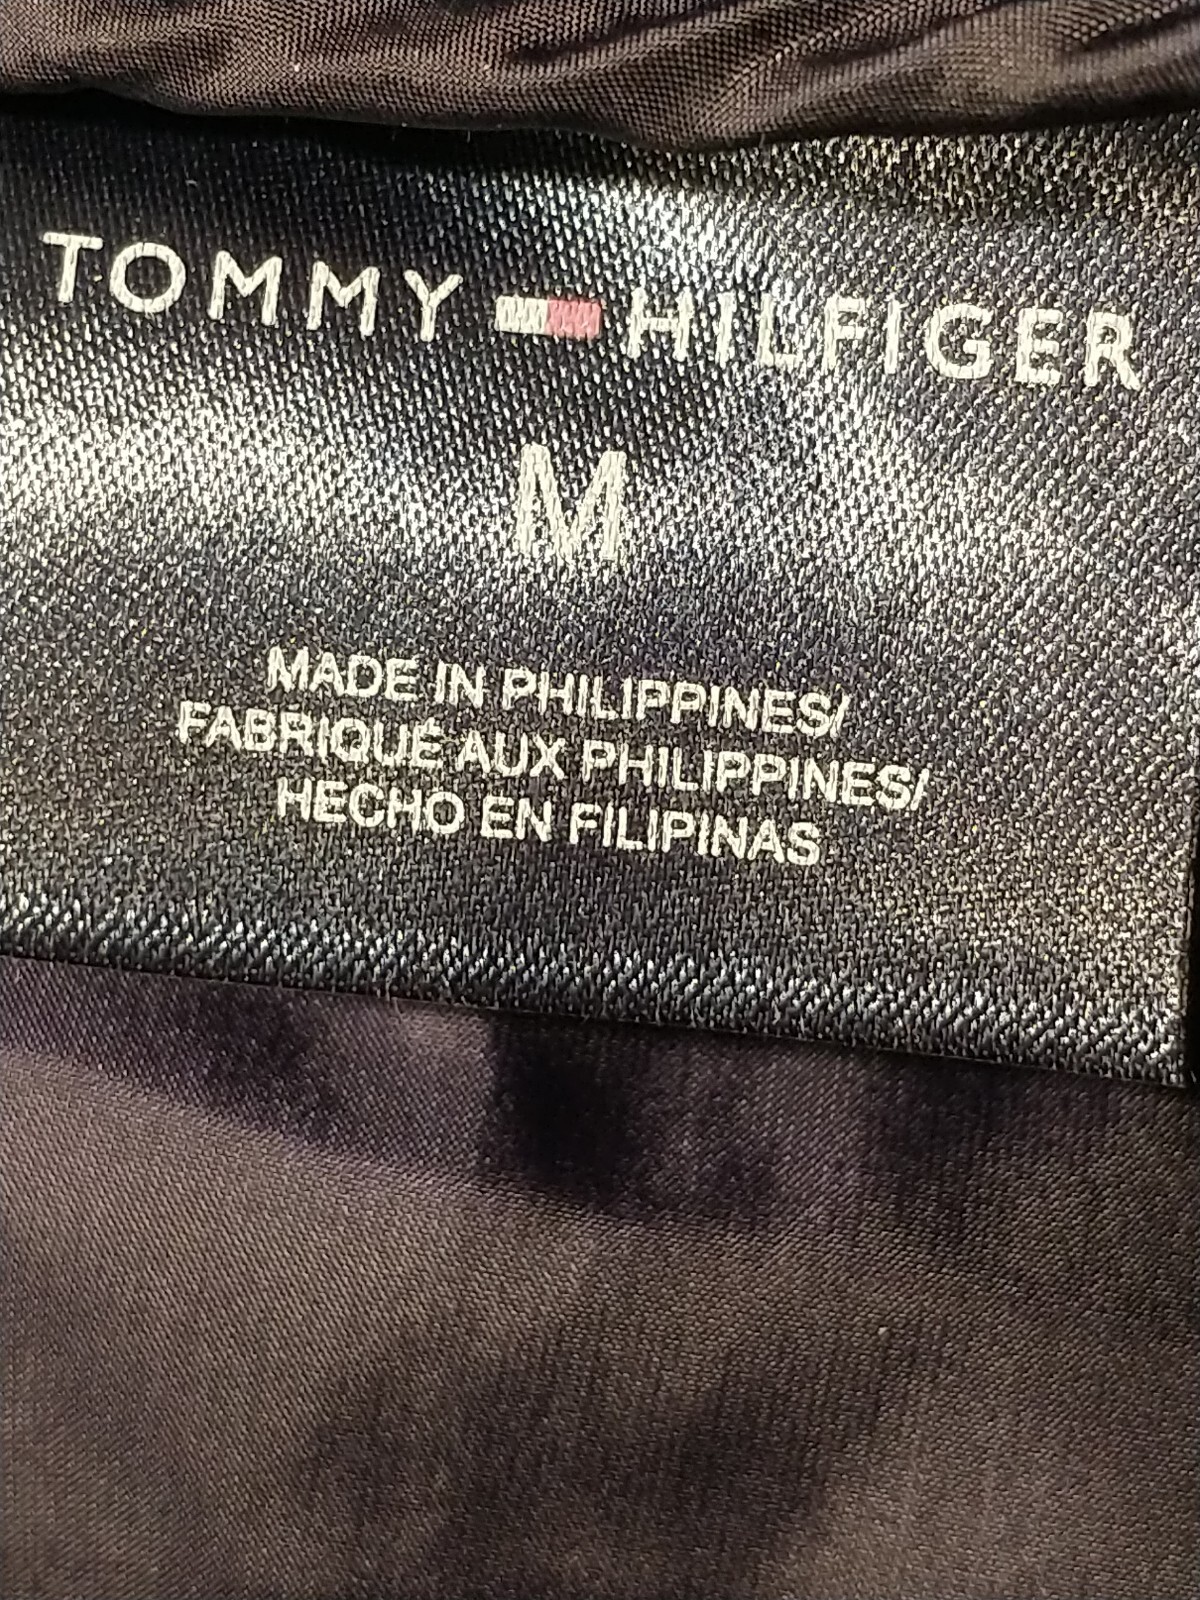 TOMMY HILFIGER
M
MADE IN PHILIPPINES/
FABRIQUÉ AUX PHILIPPINES/
HECHO EN FILIPINAS